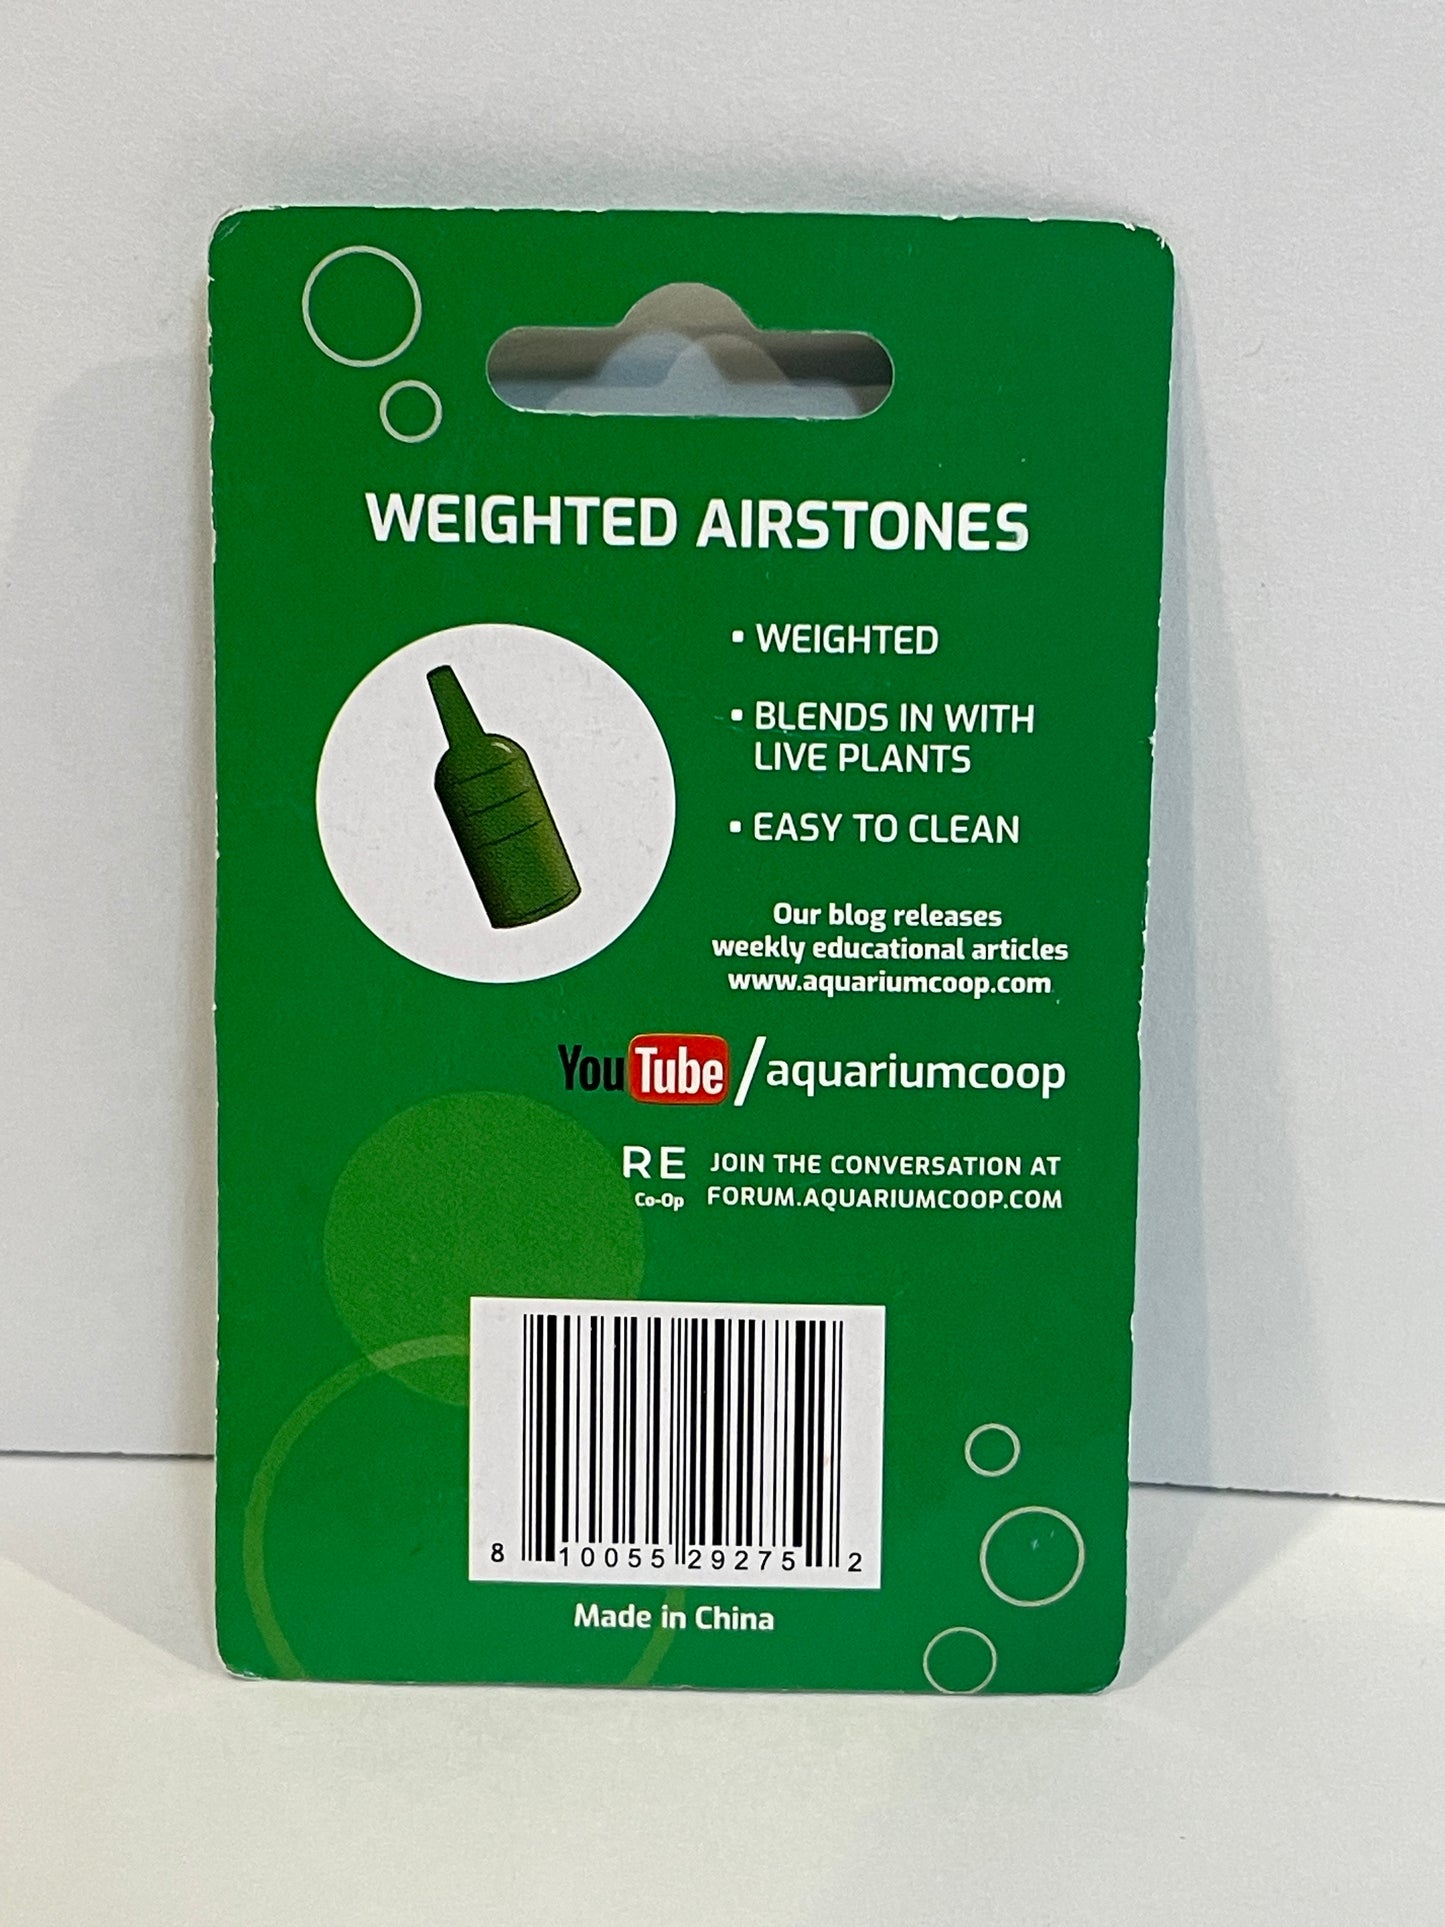 WEIGHTED AIRSTONES
▪ WEIGHTED
▪ BLENDS IN WITH
LIVE PLANTS
▪ EASY TO CLEAN
Our blog releases
weekly educational articles
www.aquariumcoop.com
YouTube/aquariumcoop
RE
Co-Op
JOIN THE CONVERSATION AT
FORUM.AQUARIUMCOOP.COM
8 10055 29275 2
Made in China